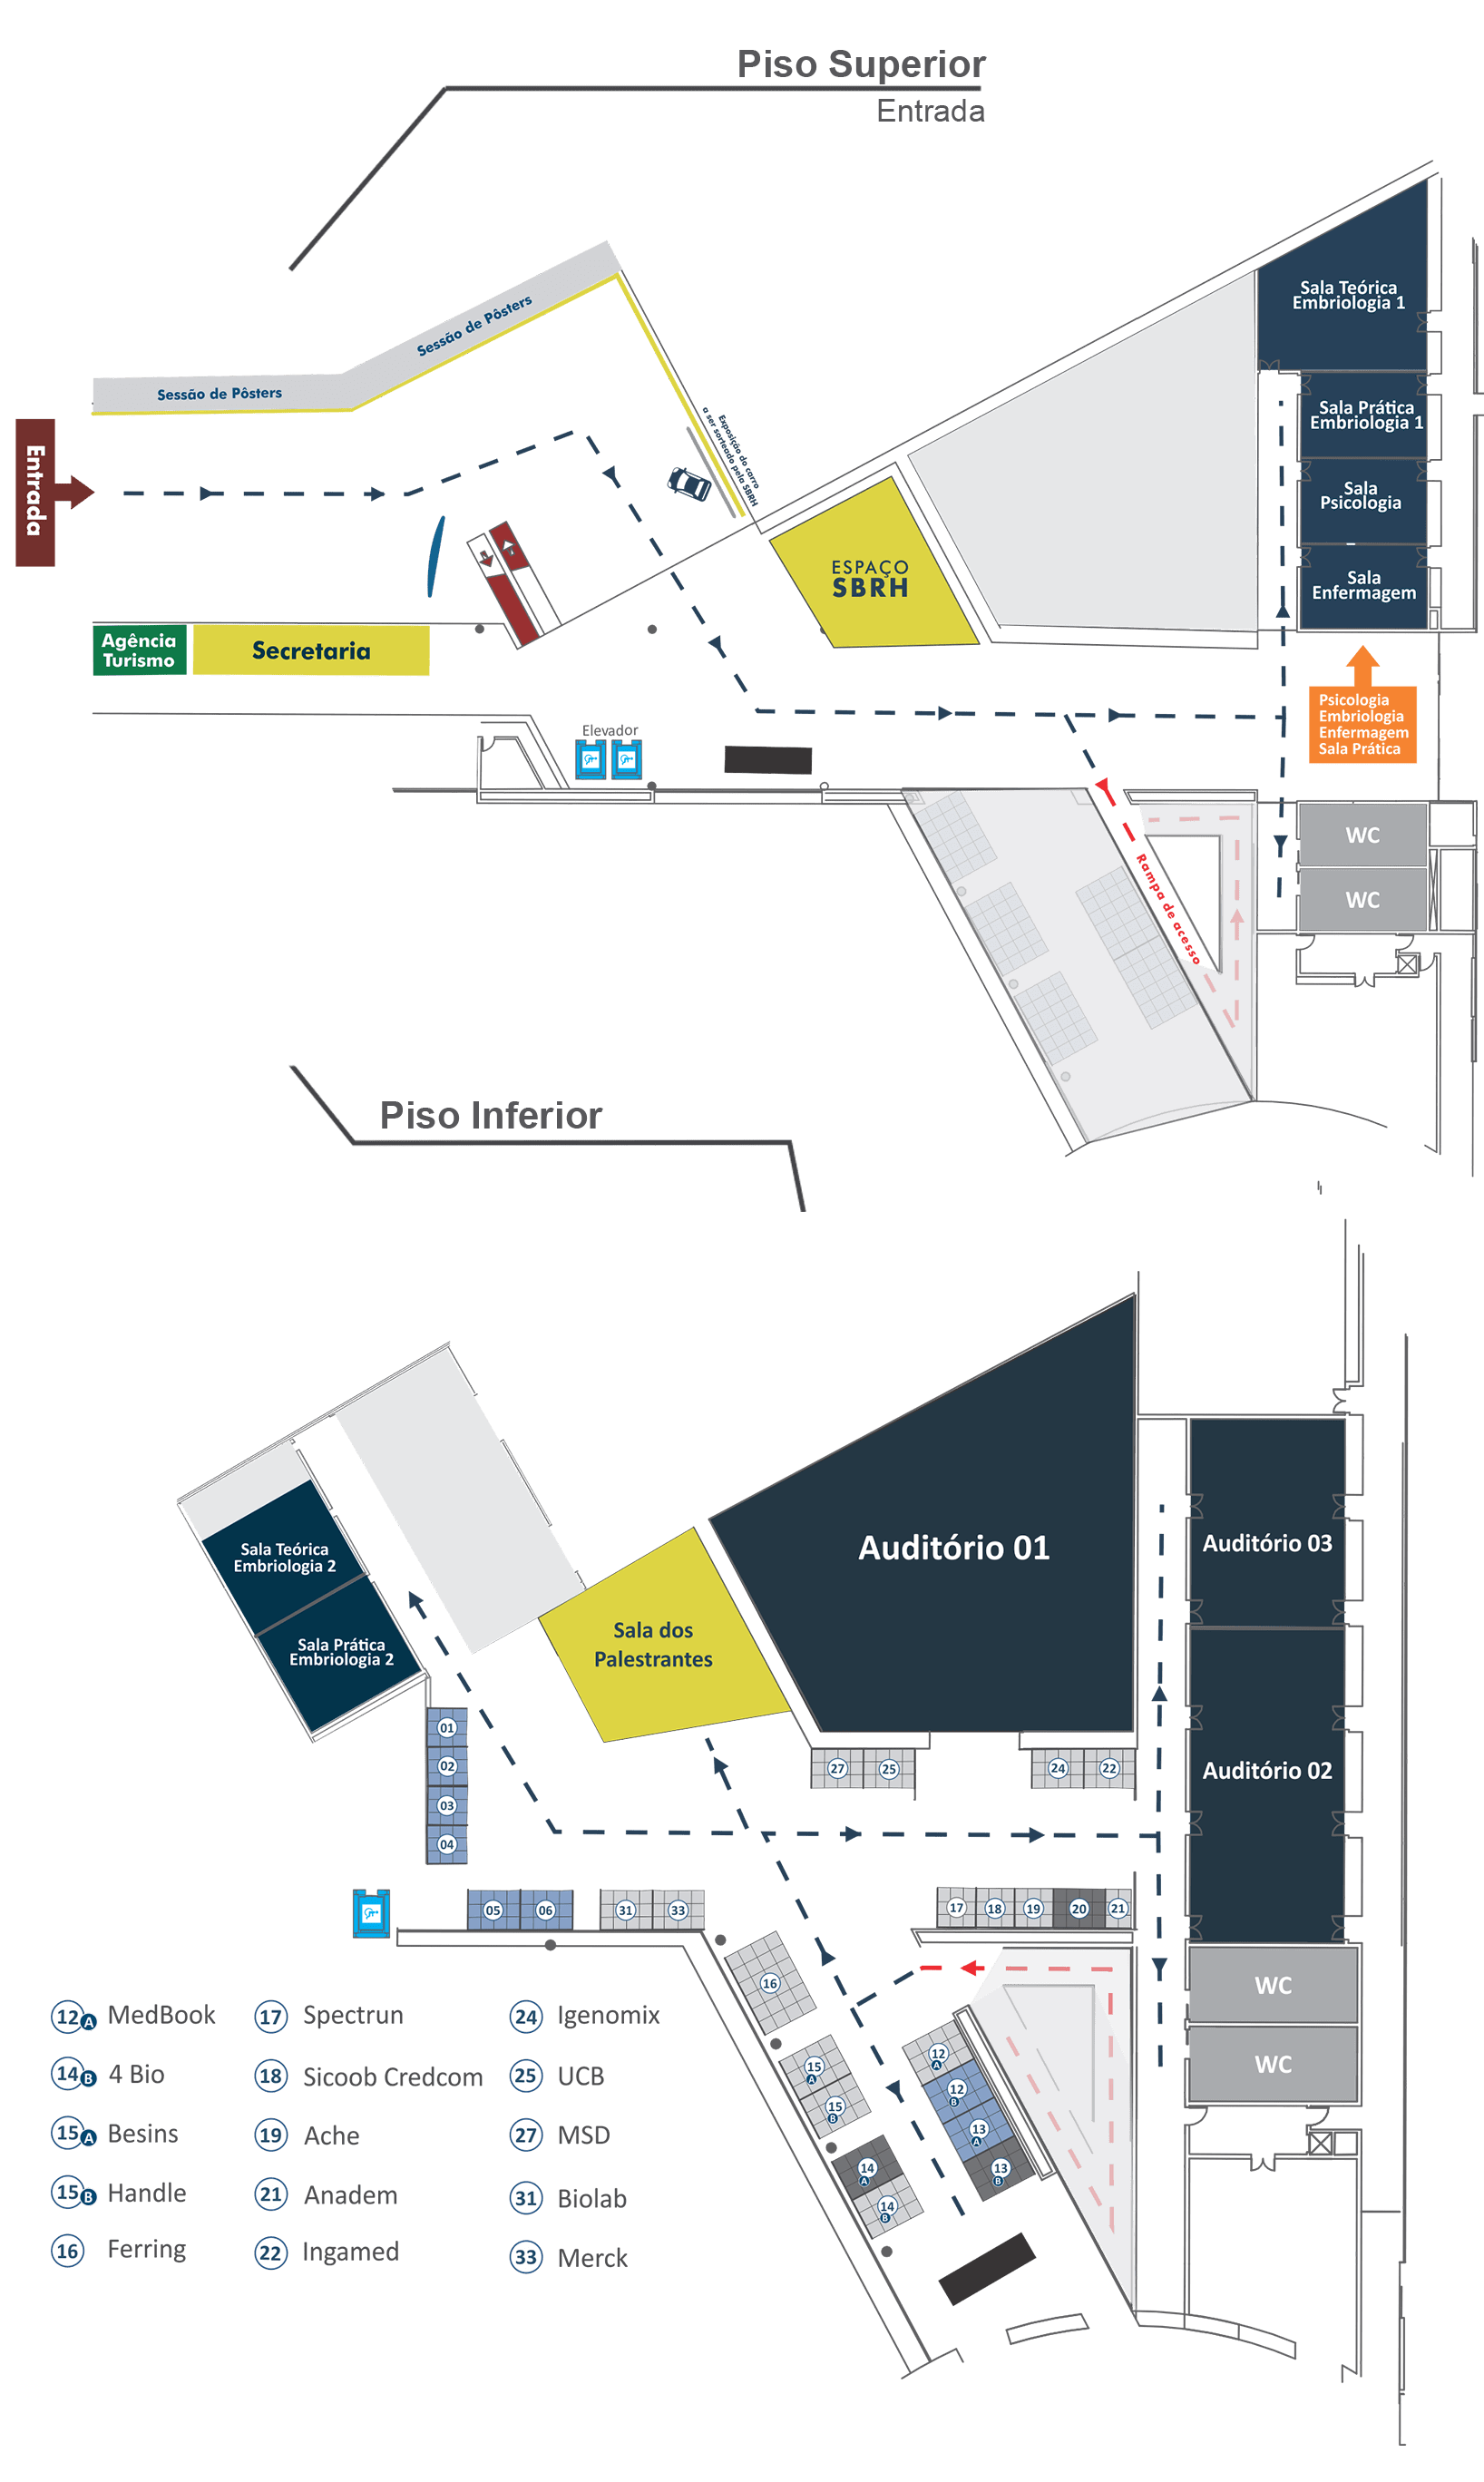 Piso Superior
Entrada
Sala Teórica
Embriologia 1
Sessão de Pôsters
Sessão de Pôsters
Sala Prática
Embriologia 1
Exposição do carro
a ser sorteado pela SBRH
Entrada
Sala
Psicologia
ESPAÇO
SBRH
Sala
Enfermagem
Agência
Turismo
Secretaria
Psicologia
Embriologia
Enfermagem
Sala Prática
Elevador
WC
Rampa de acesso
WC
Piso Inferior
Auditório 01
Auditório 03
Sala Teórica
Embriologia 2
Sala dos
Palestrantes
Sala Prática
Embriologia 2
01
02
03
04
27
25
24
22
Auditório 02
05
06
31
33
17
18
19
20
21
16
WC
12
A
15
A
WC
12
B
15
B
13
A
14
A
13
B
14
B
12 A MedBook
14 B 4 Bio
15 A Besins
15 B Handle
16 Ferring
17 Spectrun
18 Sicoob Credcom
19 Ache
21 Anadem
22 Ingamed
24 Igenomix
25 UCB
27 MSD
31 Biolab
33 Merck